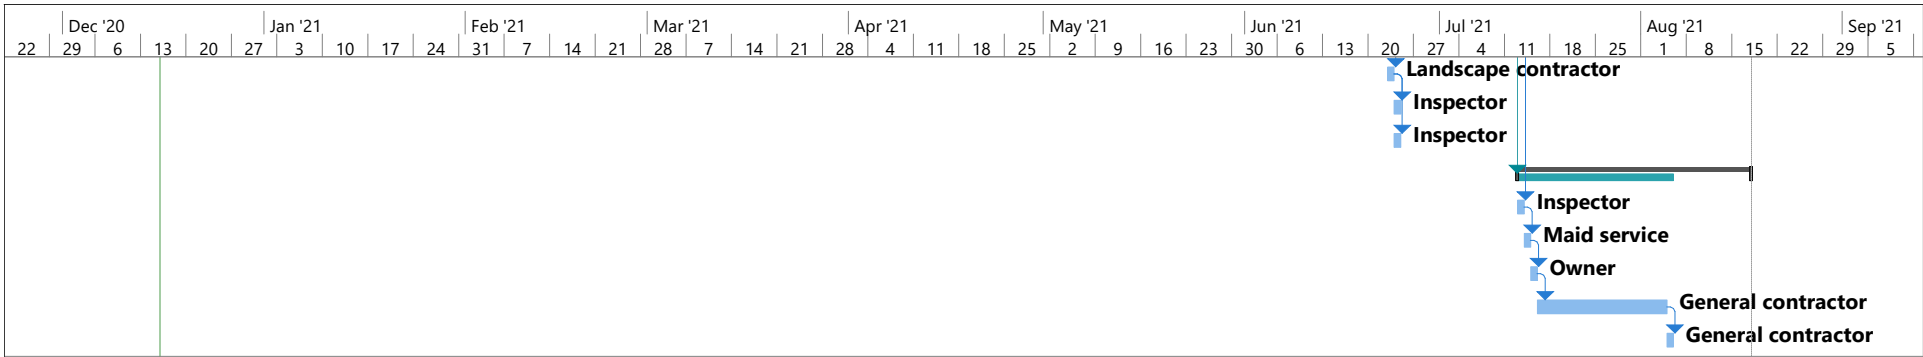 Dec '20 Jan '21 Feb '21 Mar '21 Apr '21 May '21 Jun '21 Jul '21 Aug '21 Sep '21
22 29 6 13 20 27 3 10 17 24 31 7 14 21 28 7 14 21 28 4 11 18 25 2 9 16 23 30 6 13 20 27 4 11 18 25 1 8 15 22 29 5
Landscape contractor
Inspector
Inspector
Inspector
Maid service
Owner
General contractor
General contractor